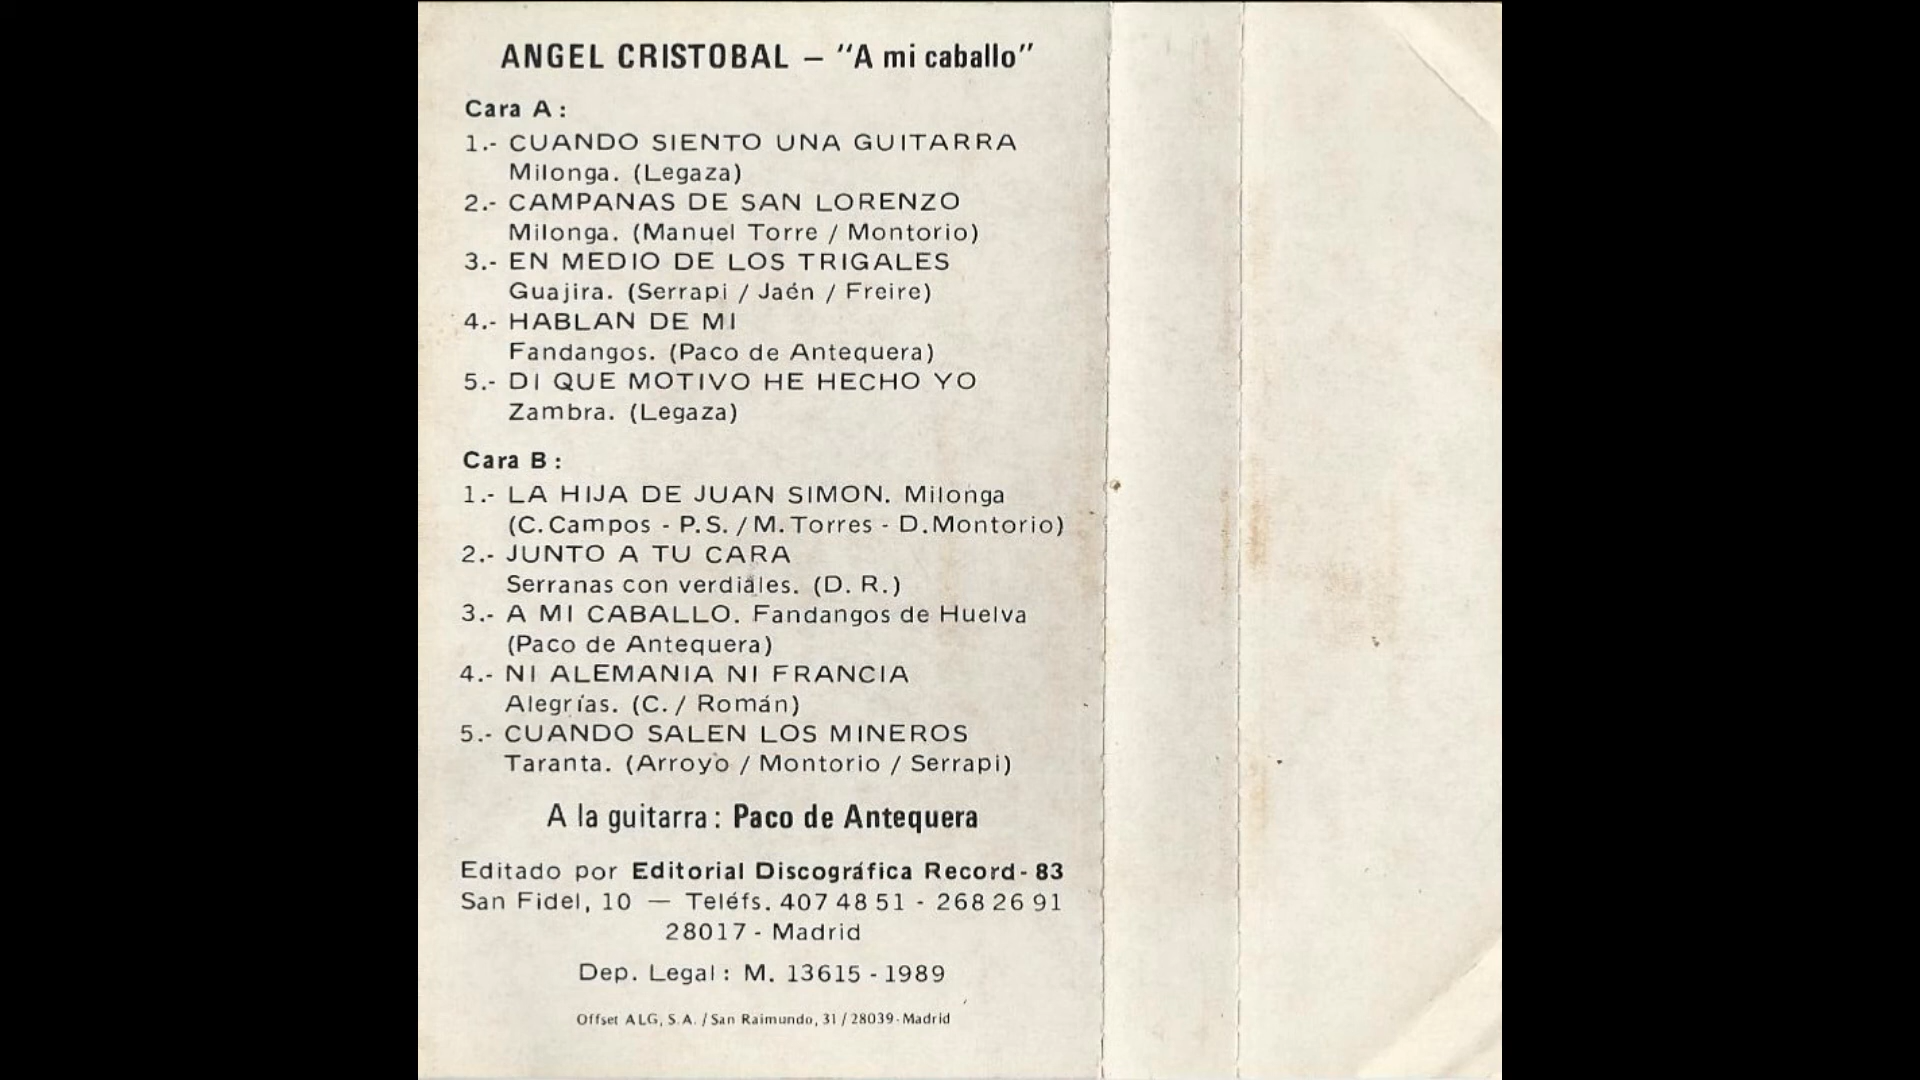 ANGEL CRISTOBAL – "A mi caballo"
Cara A :
1.- CUANDO SIENTO UNA GUITARRA
Milonga. (Legaza)
2.- CAMPANAS DE SAN LORENZO
Milonga. (Manuel Torre / Montorio)
3.- EN MEDIO DE LOS TRIGALES
Guajira. (Serrapi / Jaén / Freire)
4.- HABLAN DE MI
Fandangos. (Paco de Antequera)
5.- DI QUE MOTIVO HE HECHO YO
Zambra. (Legaza)
Cara B :
1.- LA HIJA DE JUAN SIMON. Milonga
(C. Campos - P. S. / M. Torres - D. Montorio)
2.- JUNTO A TU CARA
Serranas con verdiales. (D. R.)
3.- A MI CABALLO. Fandangos de Huelva
(Paco de Antequera)
4.- NI ALEMANIA NI FRANCIA
Alegrías. (C. / Román)
5.- CUANDO SALEN LOS MINEROS
Taranta. (Arroyo / Montorio / Serrapi)
A la guitarra : Paco de Antequera
Editado por Editorial Discográfica Record - 83
San Fidel, 10 — Teléfs. 407 48 51 - 268 26 91
28017 - Madrid
Dep. Legal : M. 13615 - 1989
Offset ALG, S.A. / San Raimundo, 31 / 28039 - Madrid